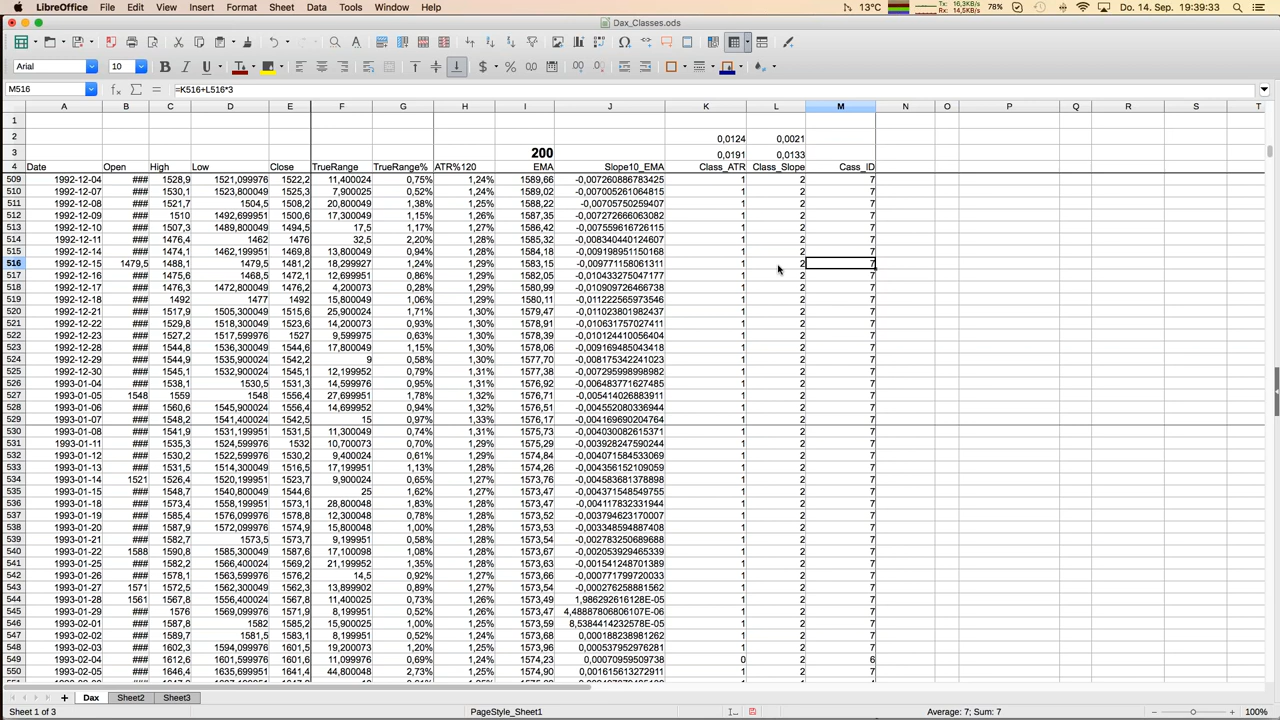 LibreOffice File Edit View Insert Format Sheet Data Tools Window Help 13°C Tx: 16,3KB/s Rx: 14,5KB/s 78% Do. 14. Sep. 19:39:33
Dax_Classes.ods
Arial 10
M516 =K516+L516*3
A B C D E F G H I J K L M N O P Q R S T
1
2 0,0124 0,0021
3 200 0,0191 0,0133
4 Date Open High Low Close TrueRange TrueRange% ATR%120 EMA Slope10_EMA Class_ATR Class_Slope Cass_ID
509 1992-12-04 ### 1528,9 1521,099976 1522,2 11,400024 0,75% 1,24% 1589,66 -0,007260886783425 1 2 7
510 1992-12-07 ### 1530,1 1523,800049 1529,3 7,900025 0,52% 1,24% 1589,02 -0,007005261064815 1 2 7
511 1992-12-08 ### 1521,7 1504,5 1508,2 20,800049 1,38% 1,25% 1588,22 -0,00705750259407 1 2 7
512 1992-12-09 ### 1510 1492,699951 1500,6 17,300049 1,15% 1,26% 1587,35 -0,007272666063082 1 2 7
513 1992-12-10 ### 1507,3 1489,800049 1494,5 17,5 1,17% 1,27% 1586,42 -0,007559616726115 1 2 7
514 1992-12-11 ### 1476,4 1462 1476 32,5 2,20% 1,28% 1585,32 -0,008340440124607 1 2 7
515 1992-12-14 ### 1474,1 1462,199951 1469,8 13,800049 0,94% 1,28% 1584,18 -0,009198951150168 1 2 7
516 1992-12-15 1479,5 1488,1 1479,5 1481,2 18,299927 1,24% 1,29% 1583,15 -0,009771158061311 1 2 7
517 1992-12-16 ### 1475,6 1468,5 1472,1 12,699951 0,86% 1,29% 1582,05 -0,010433275047177 1 2 7
518 1992-12-17 ### 1476,3 1472,800049 1476,3 4,200073 0,28% 1,29% 1580,99 -0,010909726466738 1 2 7
519 1992-12-18 ### 1492 1477 1492 15,800049 1,06% 1,29% 1580,11 -0,011222565973546 1 2 7
520 1992-12-21 ### 1517,9 1505,300049 1515,6 25,900024 1,71% 1,30% 1579,47 -0,011023801982437 1 2 7
521 1992-12-22 ### 1529,8 1518,300049 1523,6 14,200073 0,93% 1,30% 1578,91 -0,010631757027411 1 2 7
522 1992-12-23 ### 1527,2 1517,599976 1527 9,599976 0,63% 1,30% 1578,39 -0,010124410056404 1 2 7
523 1992-12-28 ### 1544,8 1536,300049 1544,6 17,800049 1,15% 1,30% 1578,06 -0,009169485043418 1 2 7
524 1992-12-29 ### 1544,9 1535,900024 1542,2 9 0,58% 1,30% 1577,70 -0,008175342241023 1 2 7
525 1992-12-30 ### 1545,1 1532,900024 1545,1 12,199952 0,79% 1,31% 1577,38 -0,007295998998982 1 2 7
526 1993-01-04 ### 1538,1 1530,5 1531,3 14,599976 0,95% 1,31% 1576,92 -0,006483771627485 1 2 7
527 1993-01-05 1548 1559 1548 1556,4 27,699951 1,78% 1,32% 1576,71 -0,005414026883911 1 2 7
528 1993-01-06 ### 1560,6 1545,900024 1556,4 14,699952 0,94% 1,32% 1576,51 -0,004552080336944 1 2 7
529 1993-01-07 ### 1548,2 1541,400024 1542,5 15 0,97% 1,33% 1576,17 -0,004169690204764 1 2 7
530 1993-01-08 ### 1541,9 1531,199951 1531,5 11,300049 0,74% 1,30% 1575,73 -0,004030082615371 1 2 7
531 1993-01-11 ### 1535,3 1524,599976 1532 10,700073 0,70% 1,29% 1575,29 -0,003928247590244 1 2 7
532 1993-01-12 ### 1530,2 1522,599976 1530,2 9,400024 0,61% 1,29% 1574,84 -0,004071584533069 1 2 7
533 1993-01-13 ### 1531,5 1514,300049 1516,5 17,199951 1,13% 1,28% 1574,26 -0,004356152109059 1 2 7
534 1993-01-14 1521 1526,4 1520,199951 1523,7 9,900024 0,65% 1,27% 1573,76 -0,004583681378898 1 2 7
535 1993-01-15 ### 1548,7 1540,800049 1544,6 25 1,62% 1,28% 1573,47 -0,004371548549755 1 2 7
536 1993-01-18 ### 1573,4 1558,199951 1573,1 28,800048 1,83% 1,28% 1573,47 -0,004117832331944 1 2 7
537 1993-01-19 ### 1585,4 1576,099976 1578,8 12,300049 0,78% 1,28% 1573,52 -0,003794623170007 1 2 7
538 1993-01-20 ### 1587,9 1572,099976 1574,9 15,800048 1,00% 1,28% 1573,53 -0,003348594887408 1 2 7
539 1993-01-21 ### 1582,7 1573,5 1573,7 9,199951 0,58% 1,28% 1573,54 -0,002783250689688 1 2 7
540 1993-01-22 1588 1590,8 1585,300049 1587,6 17,100098 1,08% 1,28% 1573,67 -0,002053929465339 1 2 7
541 1993-01-25 ### 1582,2 1566,400024 1567,8 21,199952 1,35% 1,28% 1573,63 -0,001541248701389 1 2 7
542 1993-01-26 ### 1578,1 1563,599976 1576,2 14,5 0,92% 1,27% 1573,66 -0,000771799720033 1 2 7
543 1993-01-27 1571 1572,5 1562,300049 1562,3 13,899902 0,89% 1,27% 1573,54 -0,000276258881562 1 2 7
544 1993-01-28 1561 1567,8 1556,400024 1567,8 11,400025 0,73% 1,26% 1573,49 1,986292616128E-05 1 2 7
545 1993-01-29 ### 1576 1569,099976 1571,9 8,199952 0,52% 1,26% 1573,47 4,48887806806107E-06 1 2 7
546 1993-02-01 ### 1587,8 1582 1585,2 15,900025 1,00% 1,25% 1573,59 8,5384414232578E-05 1 2 7
547 1993-02-02 ### 1589,7 1581,5 1583,1 8,199951 0,52% 1,24% 1573,68 0,000188238981262 1 2 7
548 1993-02-03 ### 1602,3 1594,099976 1601,6 19,200073 1,20% 1,25% 1573,96 0,000537952976281 1 2 7
549 1993-02-04 ### 1612,6 1601,599976 1601,6 11,099976 0,69% 1,24% 1574,23 0,00070959509738 0 2 6
550 1993-02-05 ### 1646,4 1635,699951 1641,4 44,800048 2,73% 1,25% 1574,90 0,001615613272911 1 2 7
Dax Sheet2 Sheet3
Sheet 1 of 3 PageStyle_Sheet1 Average: 7; Sum: 7 100%